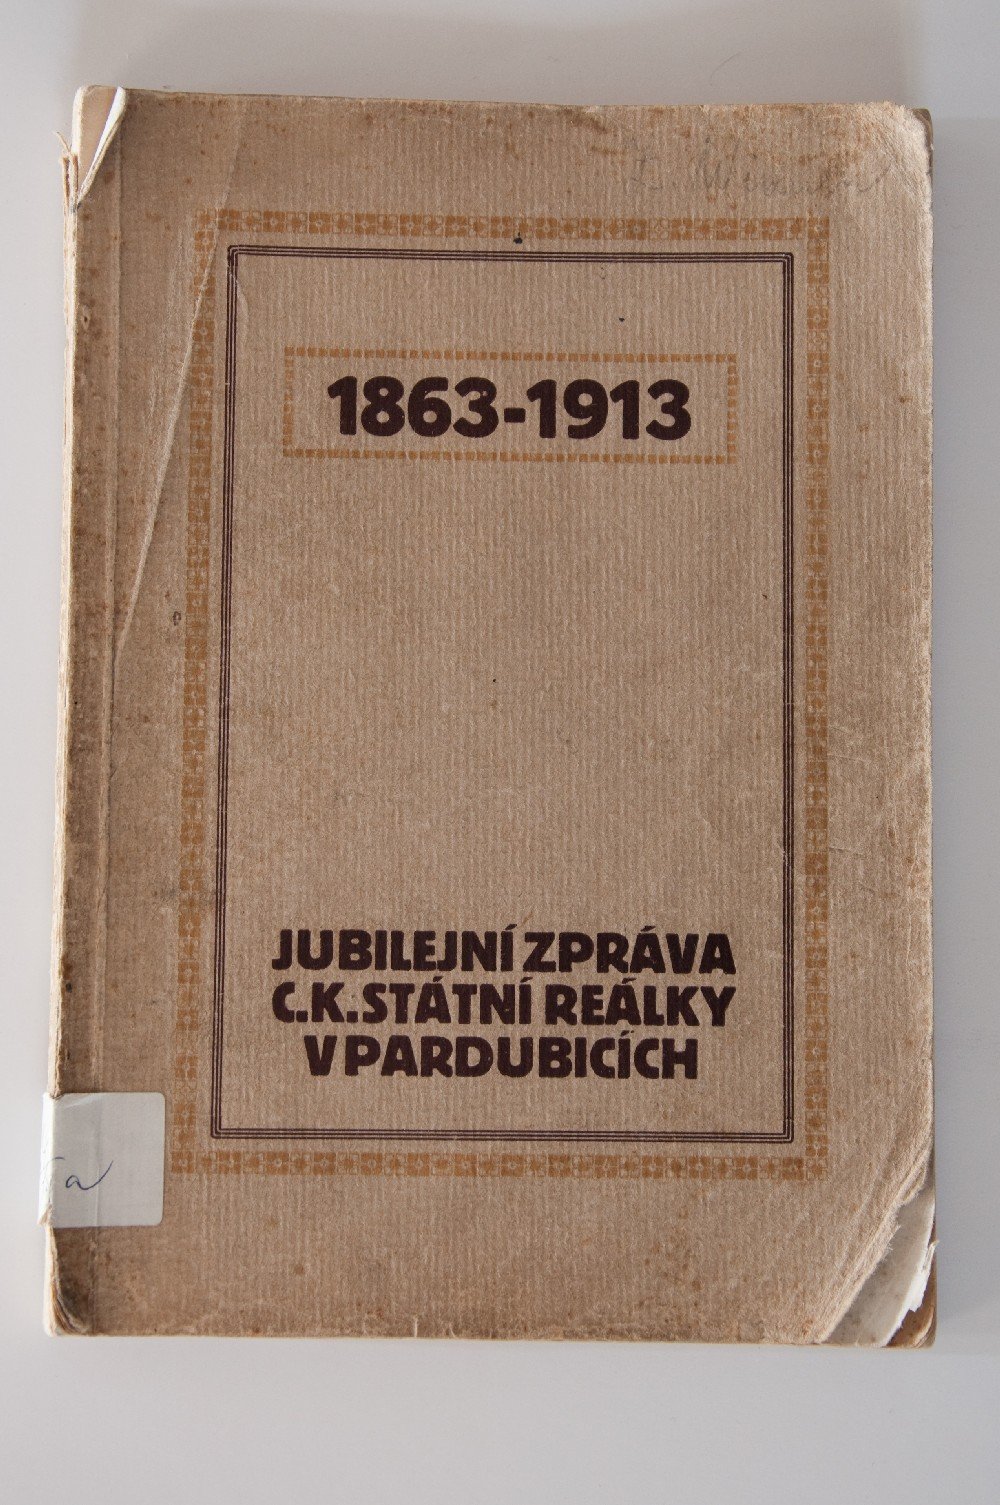 1863-1913
JUBILEJNÍ ZPRÁVA
C.K. STÁTNÍ REÁLKY
V PARDUBICÍCH